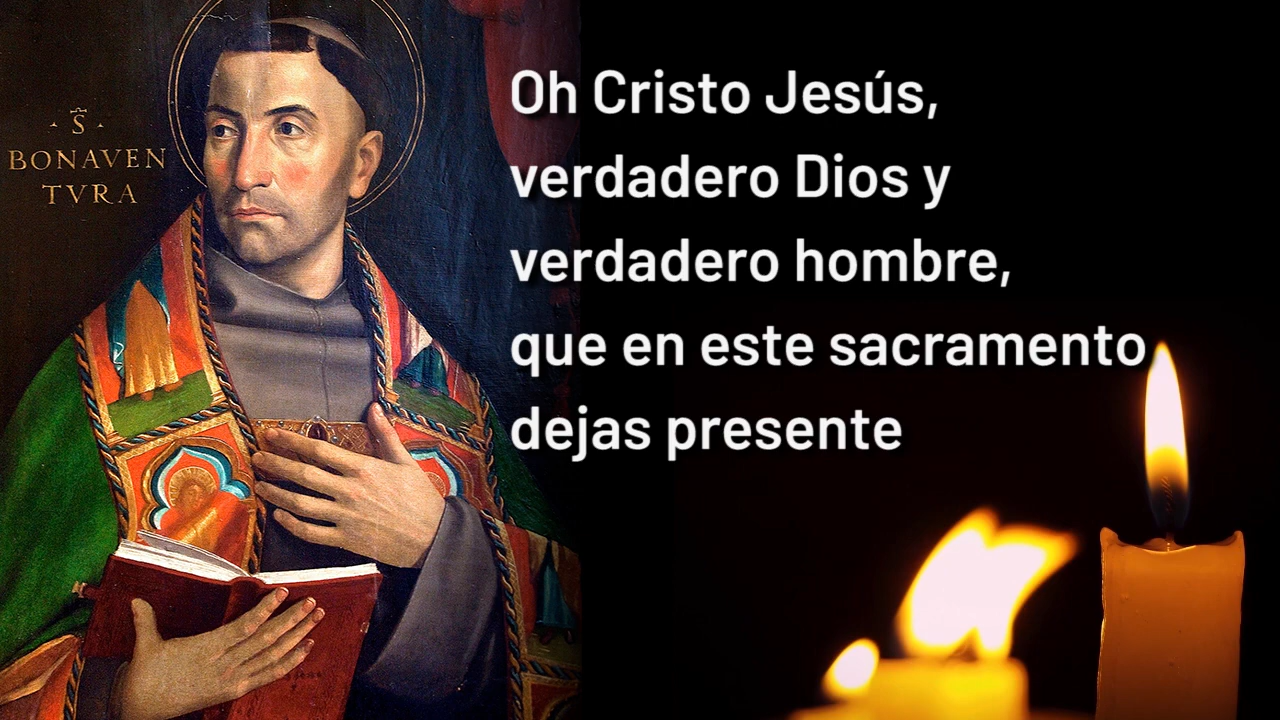 S
BONAVEN
TVRA
Oh Cristo Jesús,
verdadero Dios y
verdadero hombre,
que en este sacramento
dejas presente